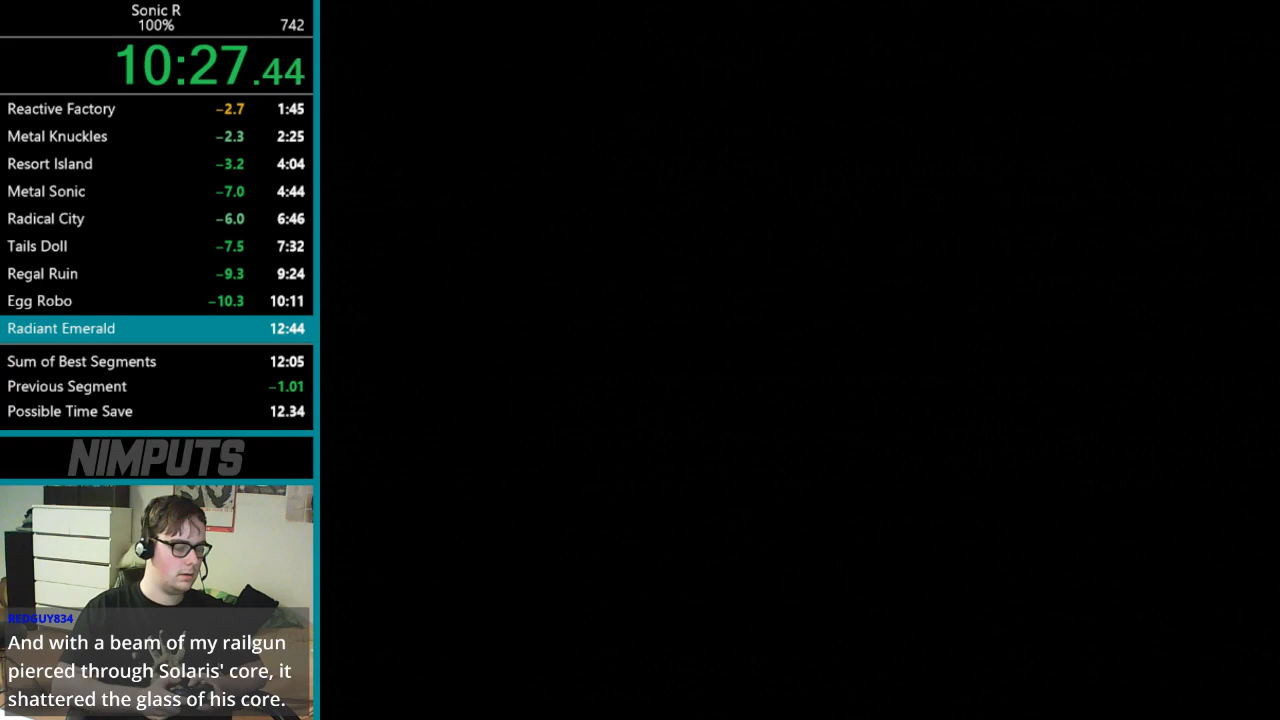 Sonic R
100% 742
10:27.44
Reactive Factory -2.7 1:45
Metal Knuckles -2.3 2:25
Resort Island -3.2 4:04
Metal Sonic -7.0 4:44
Radical City -6.0 6:46
Tails Doll -7.5 7:32
Regal Ruin -9.3 9:24
Egg Robo -10.3 10:11
Radiant Emerald 12:44
Sum of Best Segments 12:05
Previous Segment -1.01
Possible Time Save 12.34
NIMPUTS
REDGUY834
And with a beam of my railgun
pierced through Solaris' core, it
shattered the glass of his core.